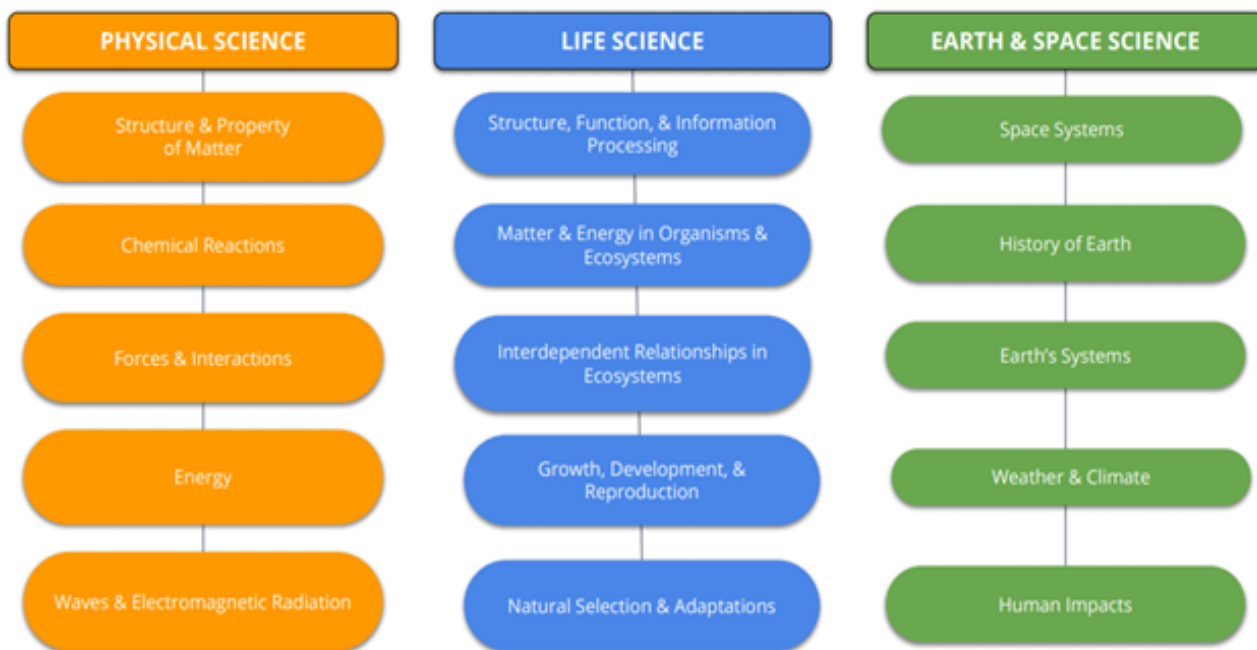 PHYSICAL SCIENCE
Structure & Property
of Matter
Chemical Reactions
Forces & Interactions
Energy
Waves & Electromagnetic Radiation
LIFE SCIENCE
Structure, Function, & Information
Processing
Matter & Energy in Organisms &
Ecosystems
Interdependent Relationships in
Ecosystems
Growth, Development, &
Reproduction
Natural Selection & Adaptations
EARTH & SPACE SCIENCE
Space Systems
History of Earth
Earth's Systems
Weather & Climate
Human Impacts